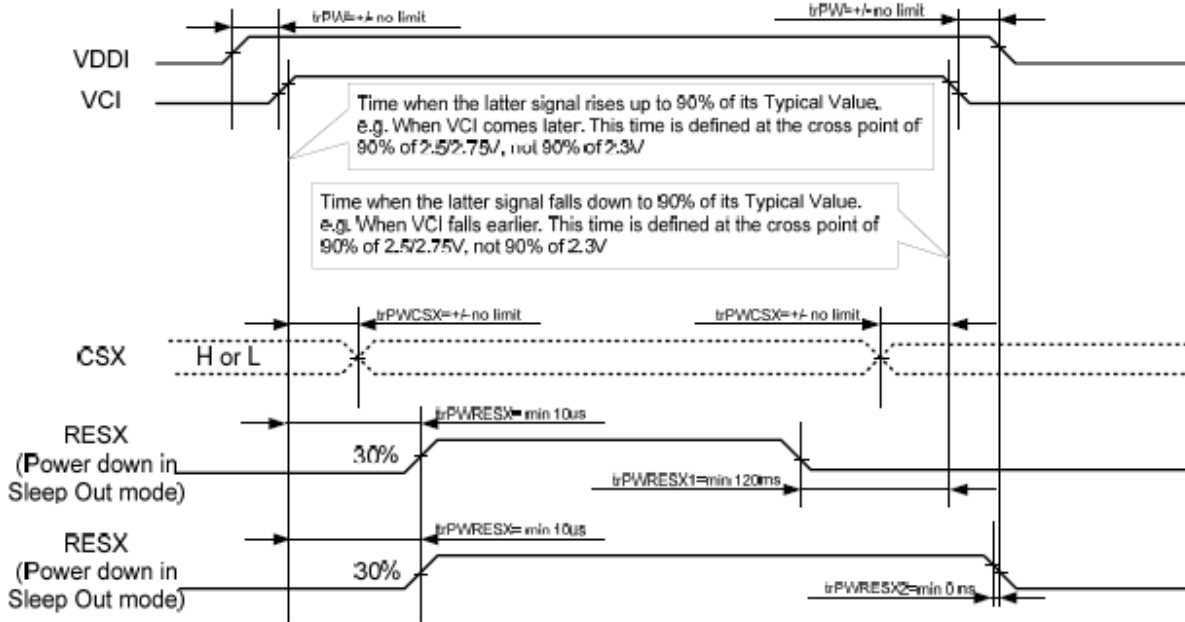 trPW=+/- no limit
trPW=+/- no limit
VDDI
VCI
Time when the latter signal rises up to 90% of its Typical Value.
e.g. When VCI comes later. This time is defined at the cross point of
90% of 2.5/2.75V, not 90% of 2.3V
Time when the latter signal falls down to 90% of its Typical Value.
e.g. When VCI falls earlier. This time is defined at the cross point of
90% of 2.5/2.75V, not 90% of 2.3V
trPWCSX=+/- no limit
trPWCSX=+/- no limit
CSX
H or L
trPWRESX= min 10us
RESX
(Power down in
Sleep Out mode)
30%
trPWRESX1=min 120ms
trPWRESX= min 10us
RESX
(Power down in
Sleep Out mode)
30%
trPWRESX2=min 0 ns